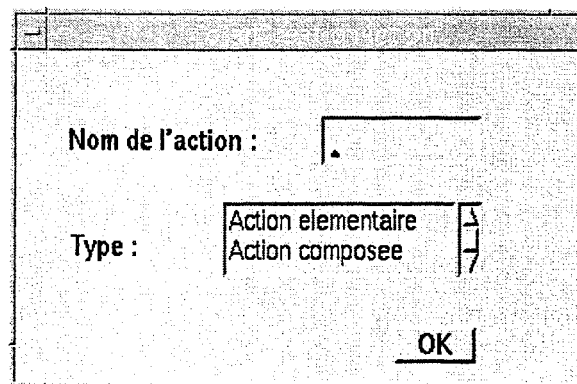 Nom de l'action :
Action elementaire
Type :
Action composee
OK